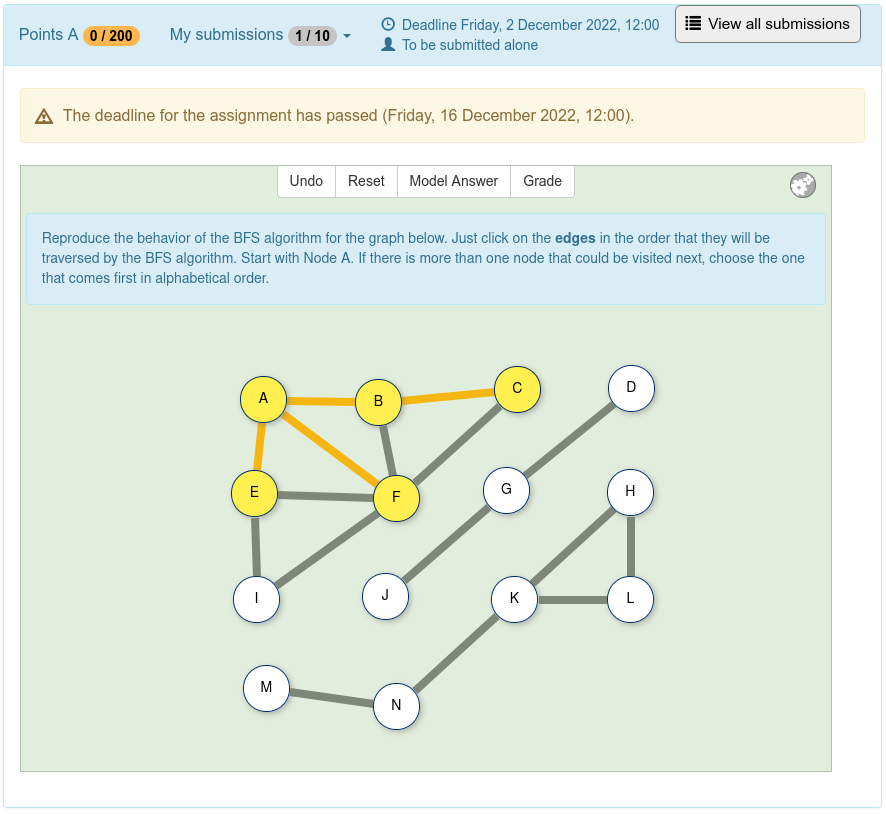 Points A 0 / 200 My submissions 1 / 10 Deadline Friday, 2 December 2022, 12:00 View all submissions
To be submitted alone
The deadline for the assignment has passed (Friday, 16 December 2022, 12:00).
Undo Reset Model Answer Grade
Reproduce the behavior of the BFS algorithm for the graph below. Just click on the edges in the order that they will be
traversed by the BFS algorithm. Start with Node A. If there is more than one node that could be visited next, choose the one
that comes first in alphabetical order.
A B C D
E F G H
I J K L
M N